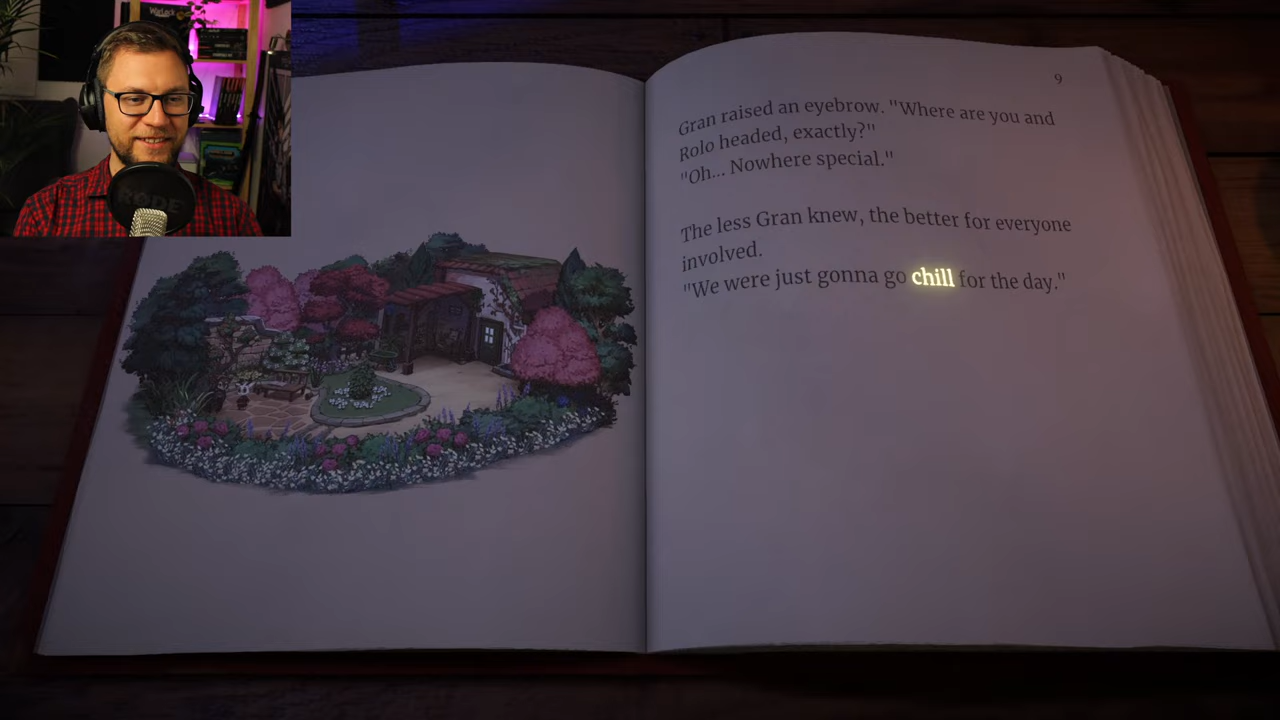 RODE
9
Gran raised an eyebrow. "Where are you and
Rolo headed, exactly?"
"Oh... Nowhere special."
The less Gran knew, the better for everyone
involved.
"We were just gonna go chill for the day."